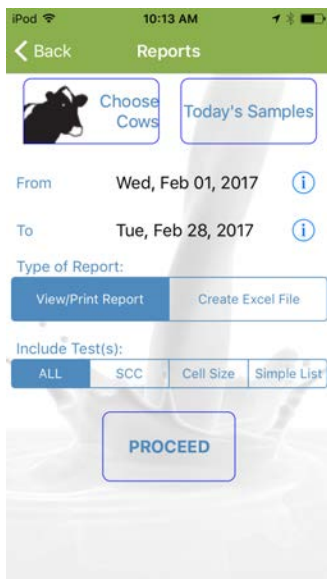 iPod 10:13 AM
Back Reports
Choose
Cows
Today's Samples
From Wed, Feb 01, 2017 i
To Tue, Feb 28, 2017 i
Type of Report:
View/Print Report Create Excel File
Include Test(s):
ALL SCC Cell Size Simple List
PROCEED